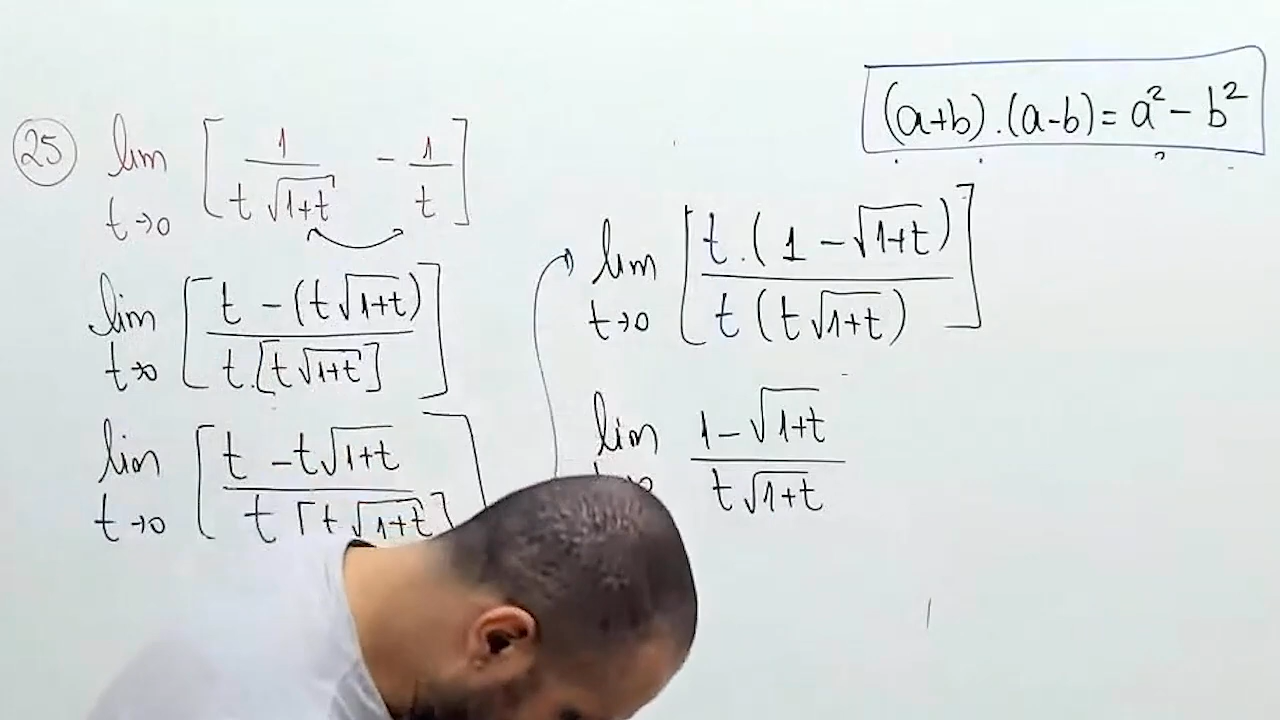 (a+b).(a-b)= a² - b²
25 lim t→0 [ 1/(t √(1+t)) - 1/t ]
lim t→0 [ (t - (t√(1+t)))/(t.[t √(1+t)]) ]
lim t→0 [ (t - t√(1+t))/(t [t √(1+t)]) ]
lim t→0 [ (t.(1 - √(1+t)))/(t (t √(1+t))) ]
lim (1 - √(1+t))/(t √(1+t))